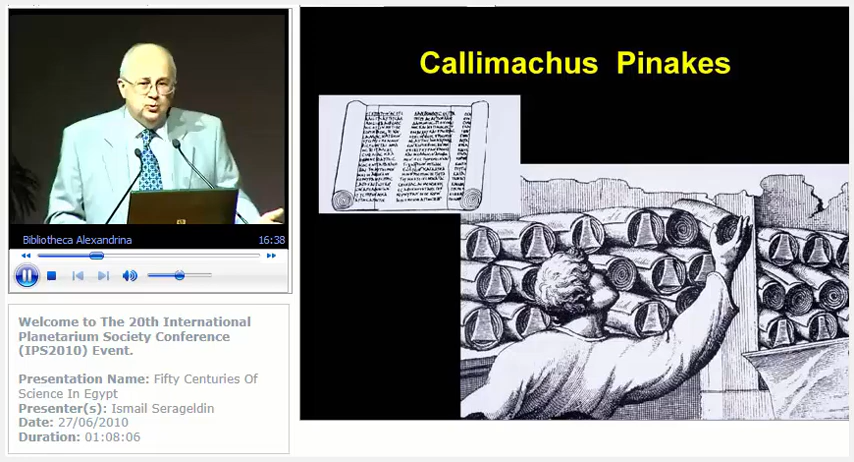 Callimachus Pinakes
Bibliotheca Alexandrina
16:38
Welcome to The 20th International
Planetarium Society Conference
(IPS2010) Event.
Presentation Name: Fifty Centuries Of
Science In Egypt
Presenter(s): Ismail Serageldin
Date: 27/06/2010
Duration: 01:08:06